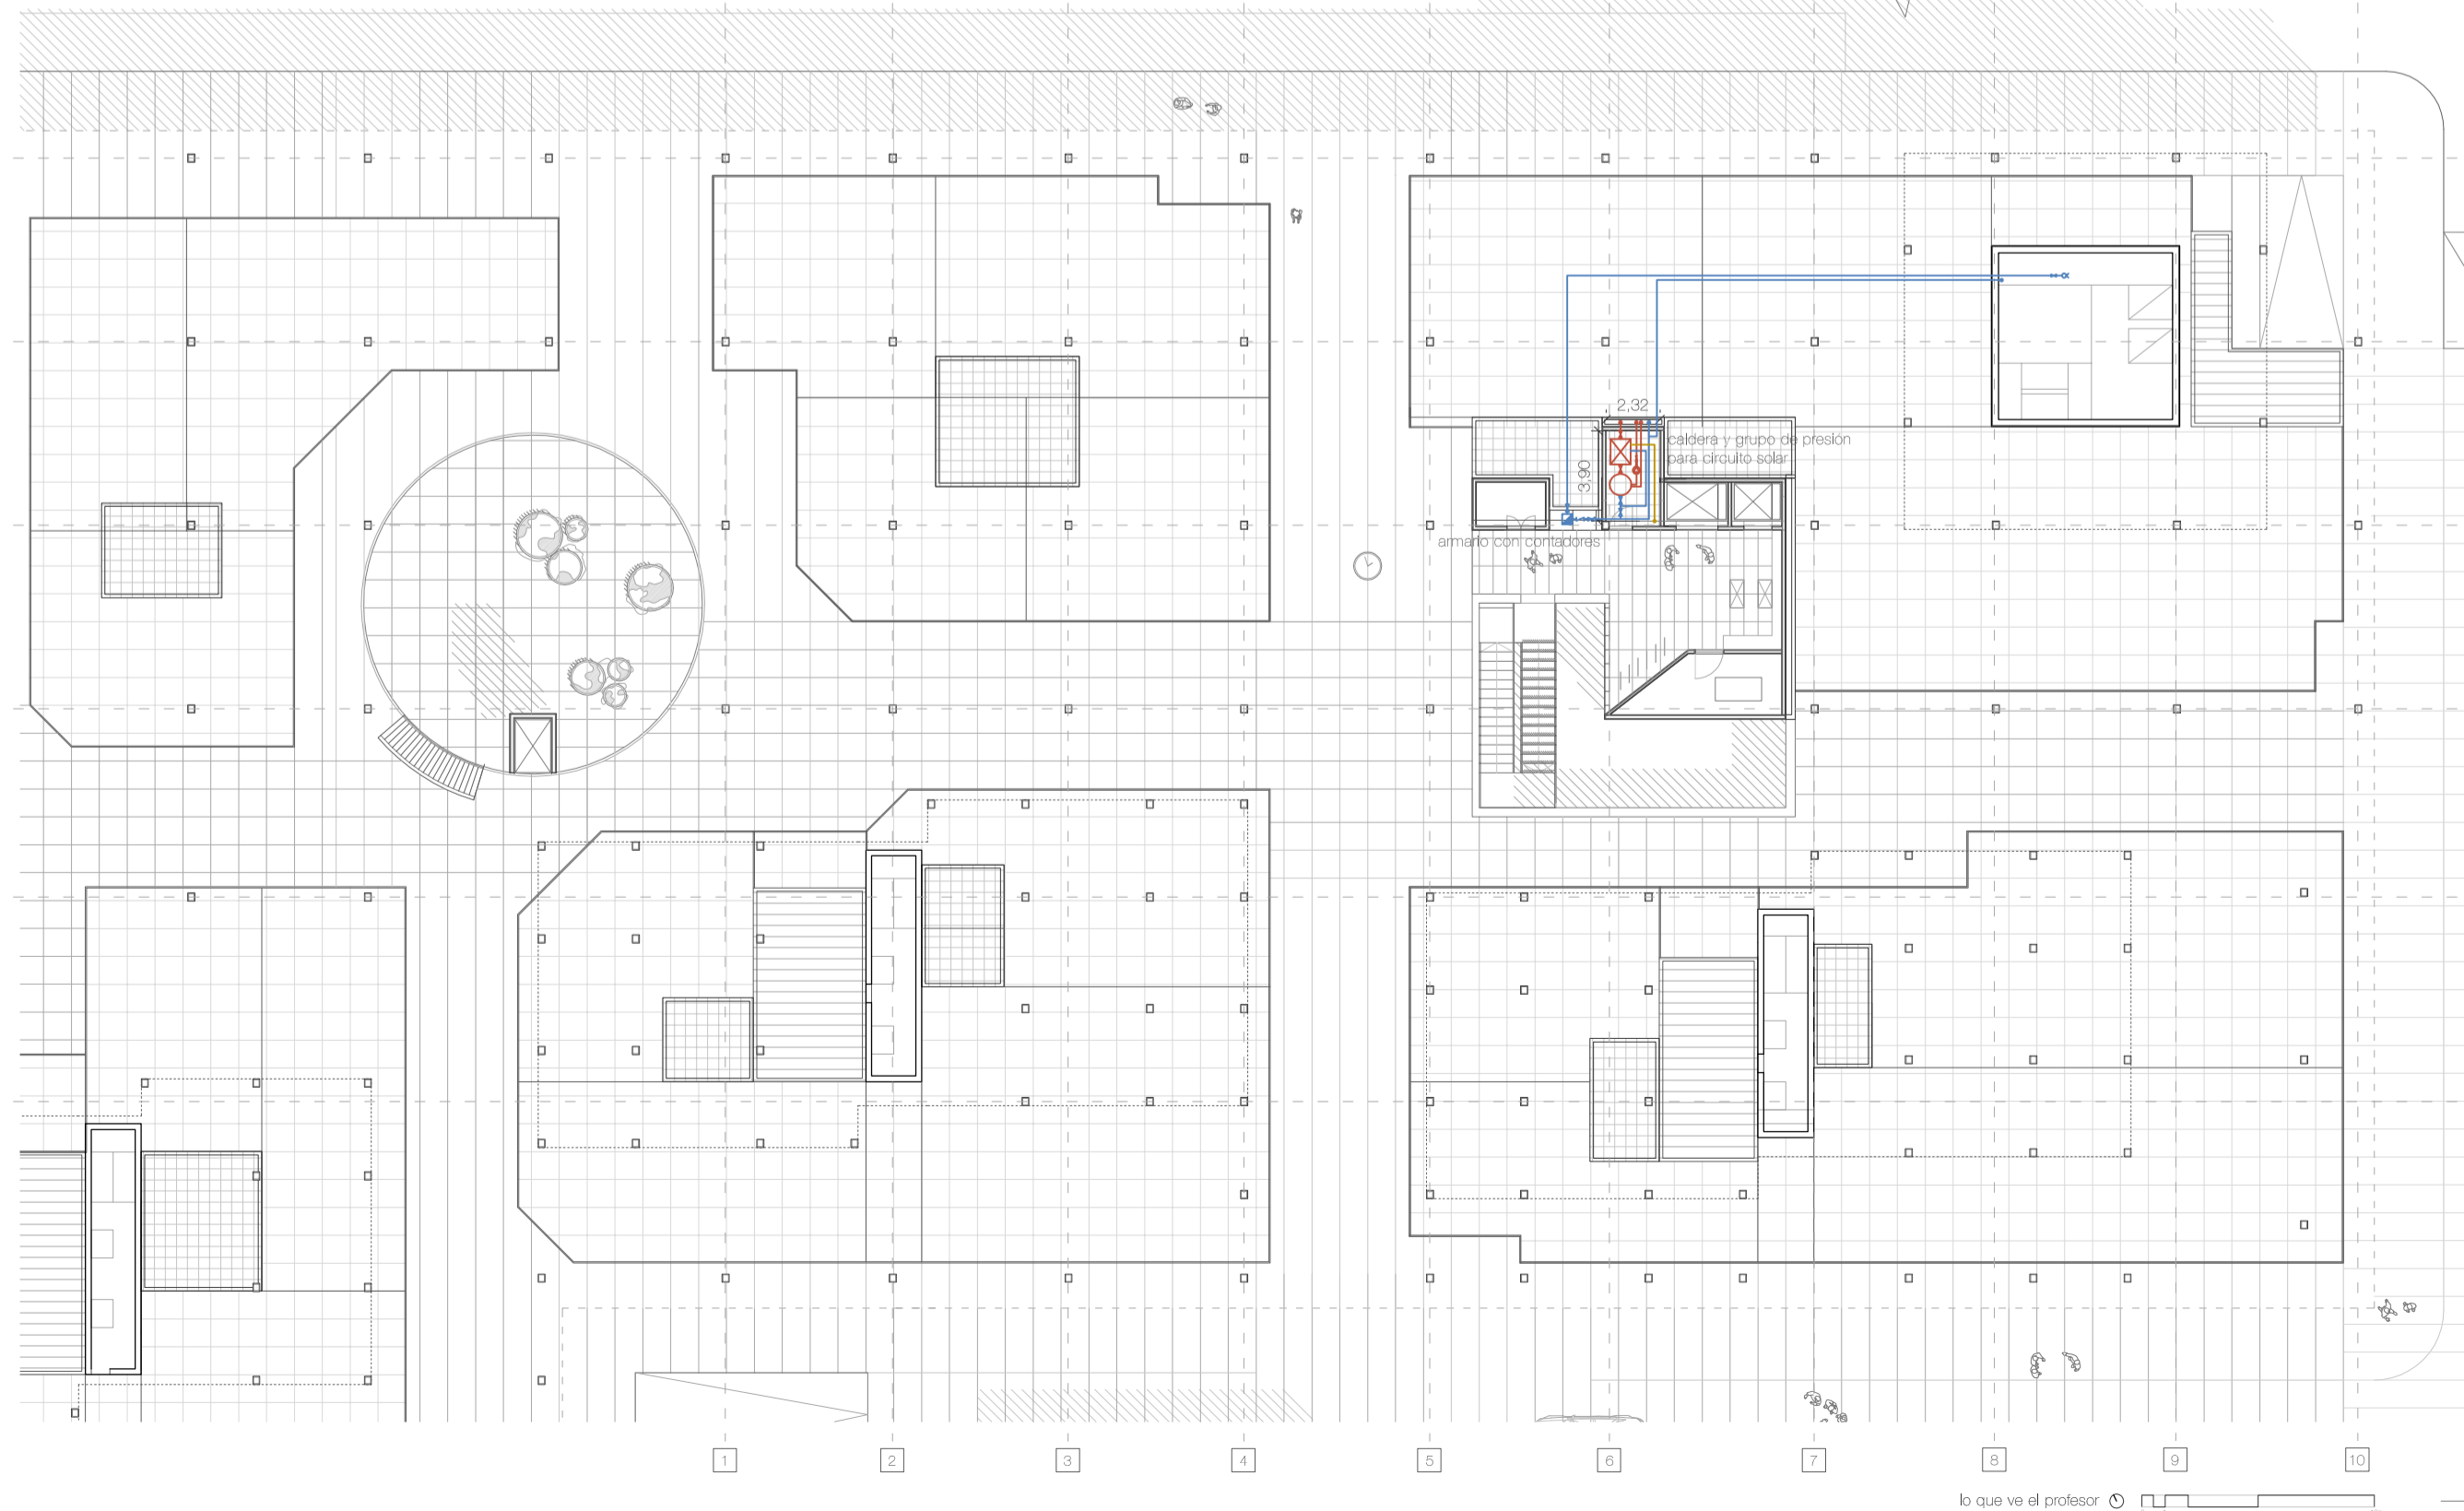 2,32
caldera y grupo de presión
para circuito solar
3,90
armario con contadores
1 2 3 4 5 6 7 8 9 10
lo que ve el profesor